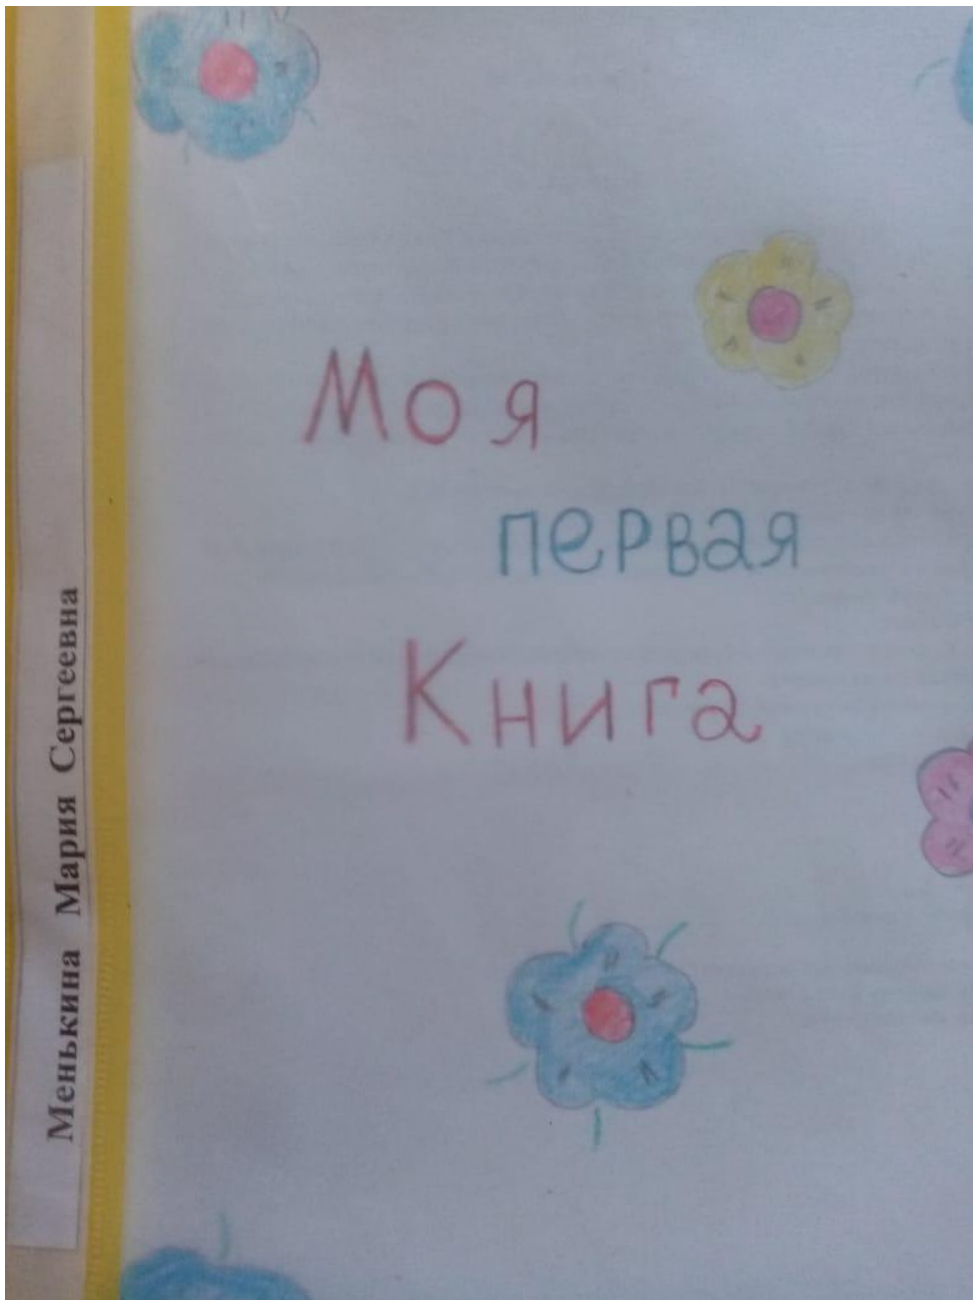 Моя
первая
Книга
Менькина Мария Сергеевна